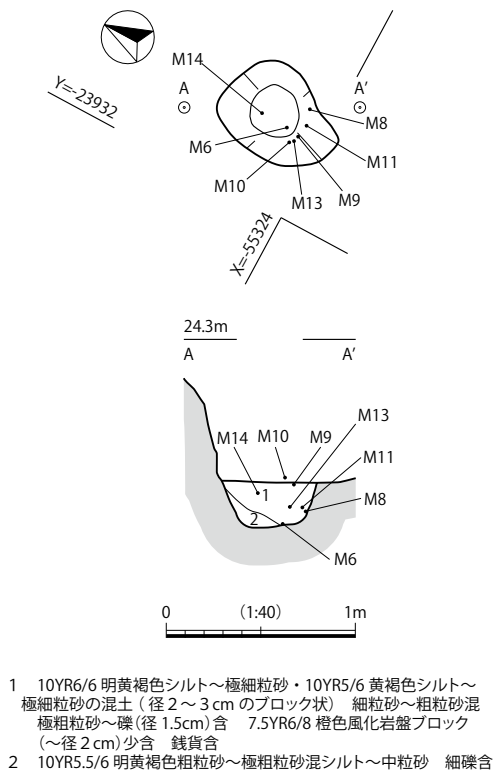 M14
Y=-23932
A
A′
M8
M6
M11
M10
M9
M13
X=-55324
24.3m
A
A′
M13
M14
M10
M9
M11
1
M8
2
M6
0
(1:40)
1m
1 10YR6/6 明黄褐色シルト～極細粒砂・10YR5/6 黄褐色シルト～
極細粒砂の混土（径２～３cm のブロック状） 細粒砂～粗粒砂混
極粗粒砂～礫（径 1.5cm）含 7.5YR6/8 橙色風化岩盤ブロック
（～径２cm）少含 銭貨含
2 10YR5.5/6 明黄褐色粗粒砂～極粗粒砂混シルト～中粒砂 細礫含